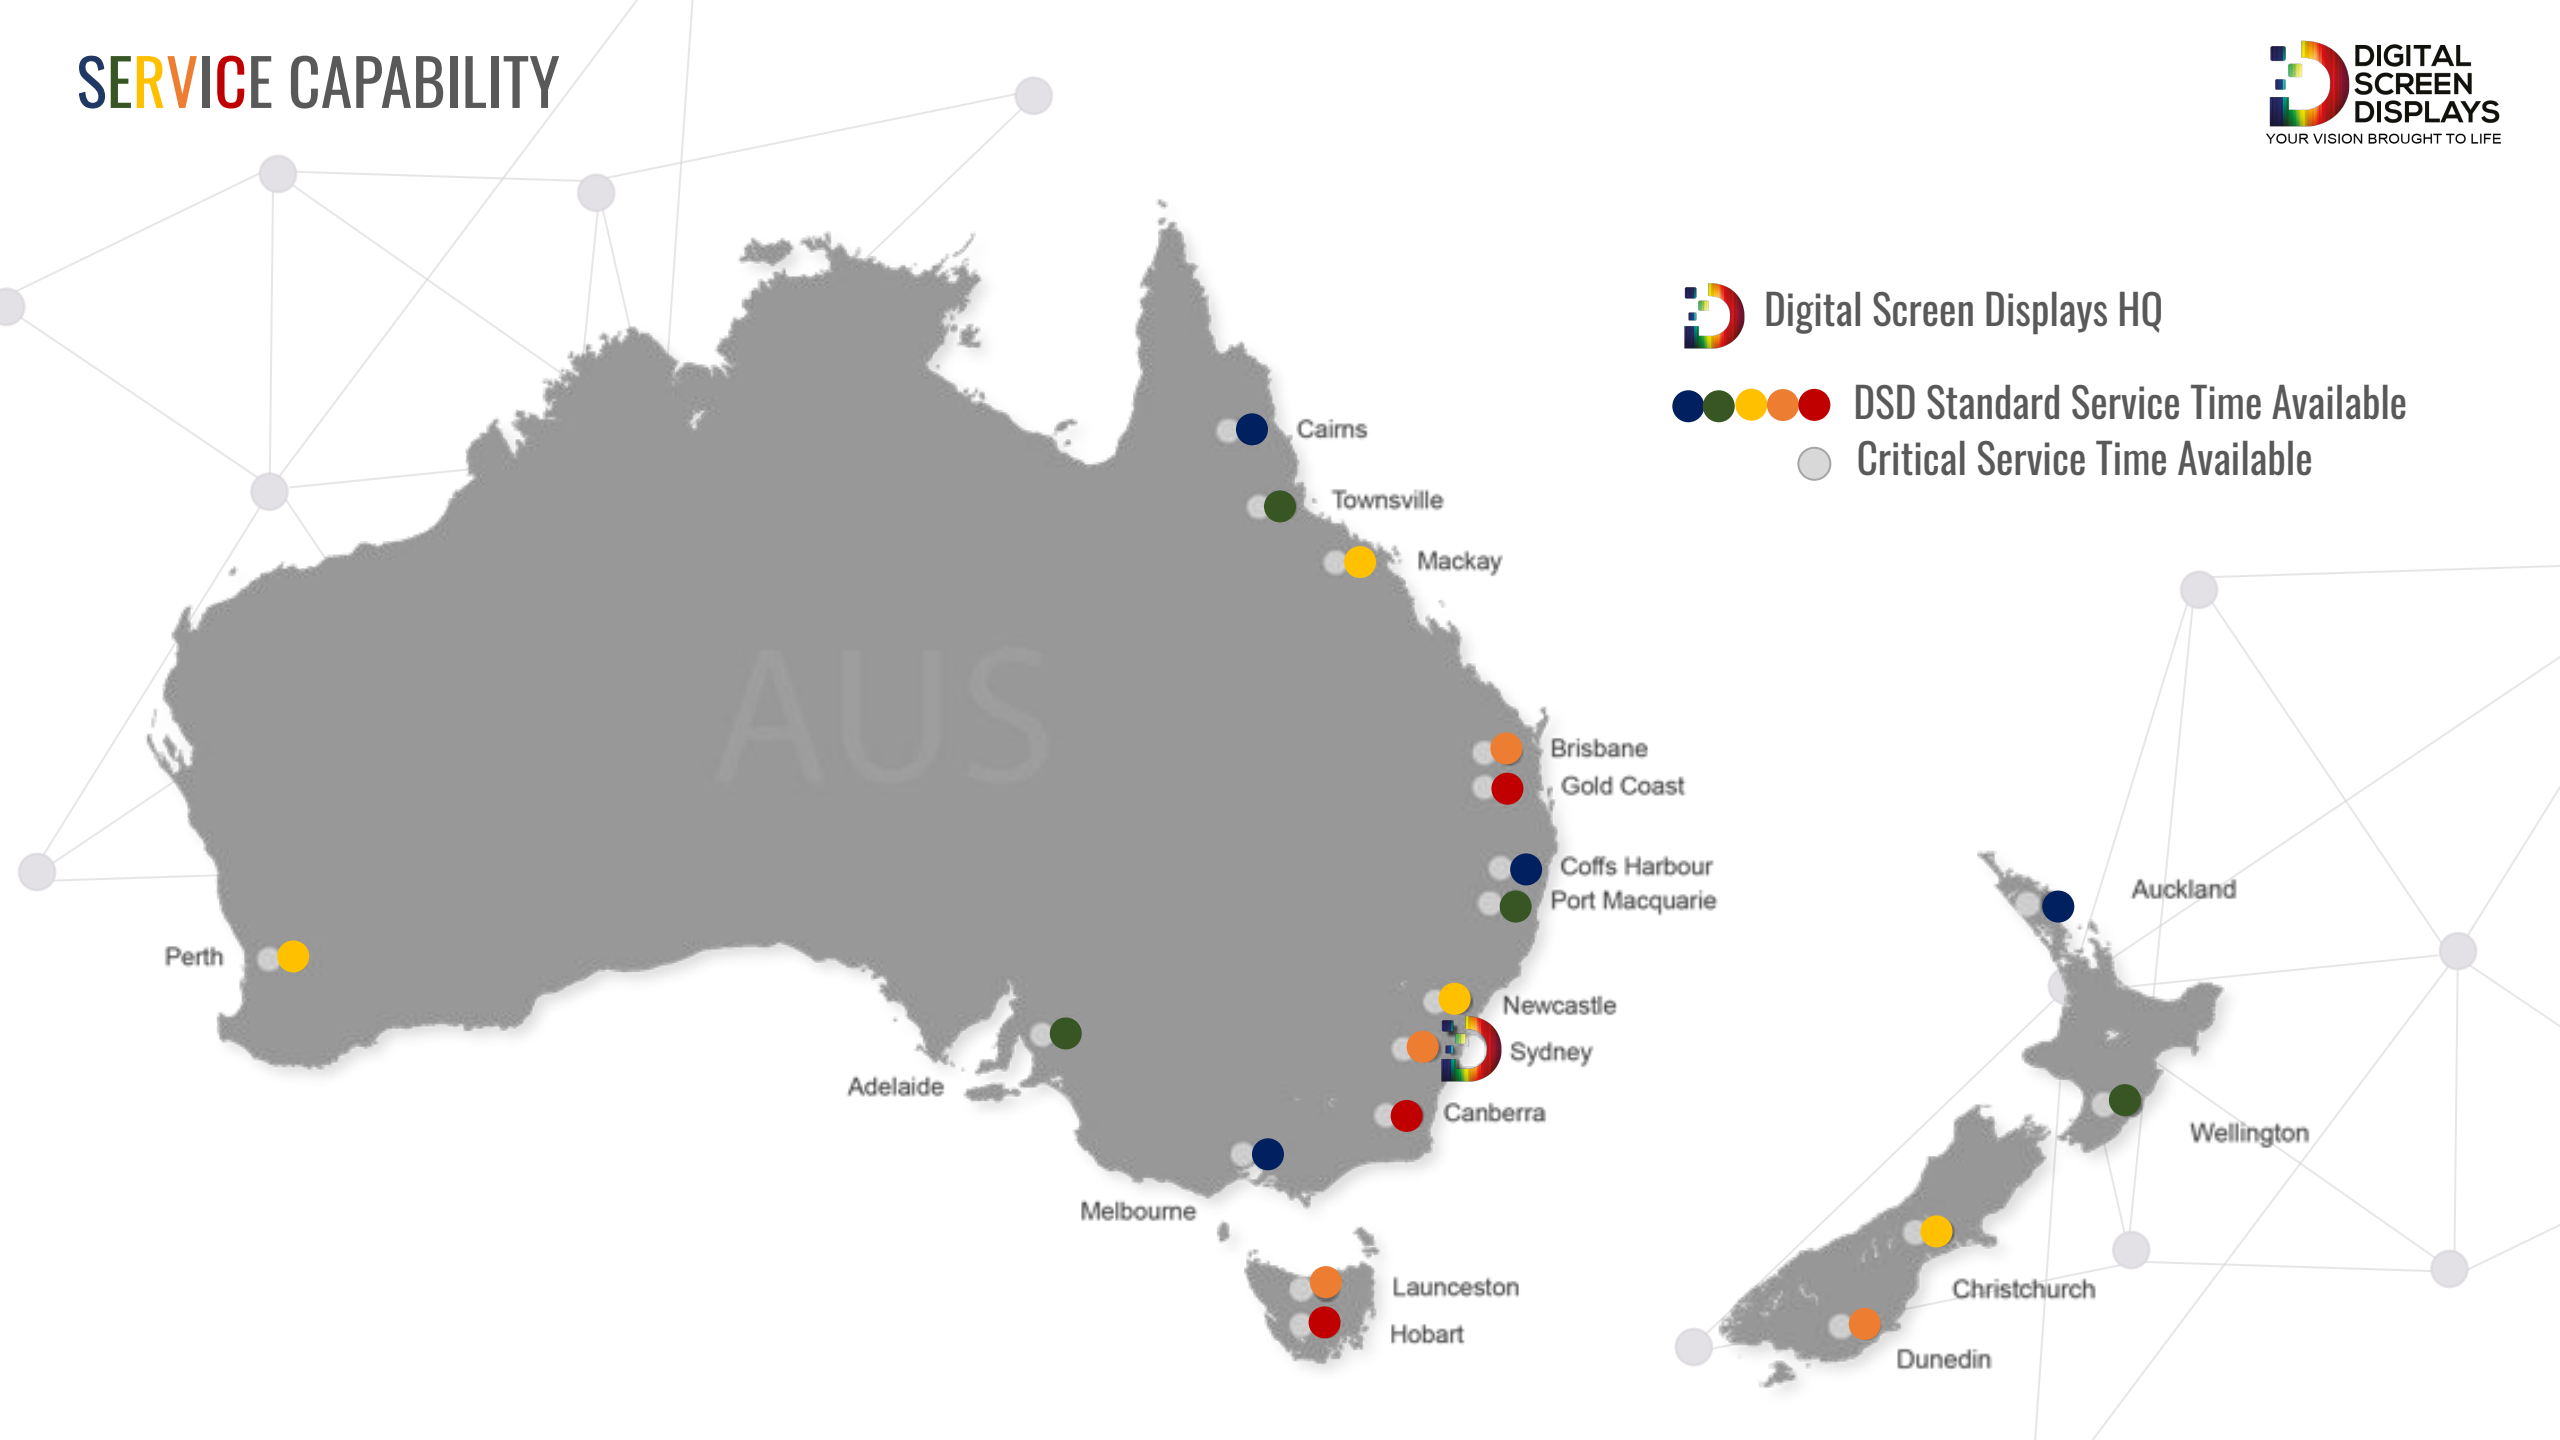 SERVICE CAPABILITY
DIGITAL
SCREEN
DISPLAYS
YOUR VISION BROUGHT TO LIFE
Digital Screen Displays HQ
DSD Standard Service Time Available
Critical Service Time Available
Cairns
Townsville
Mackay
AUS
Brisbane
Gold Coast
Coffs Harbour
Port Macquarie
Auckland
Perth
Newcastle
Sydney
Adelaide
Canberra
Wellington
Melbourne
Launceston
Christchurch
Hobart
Dunedin